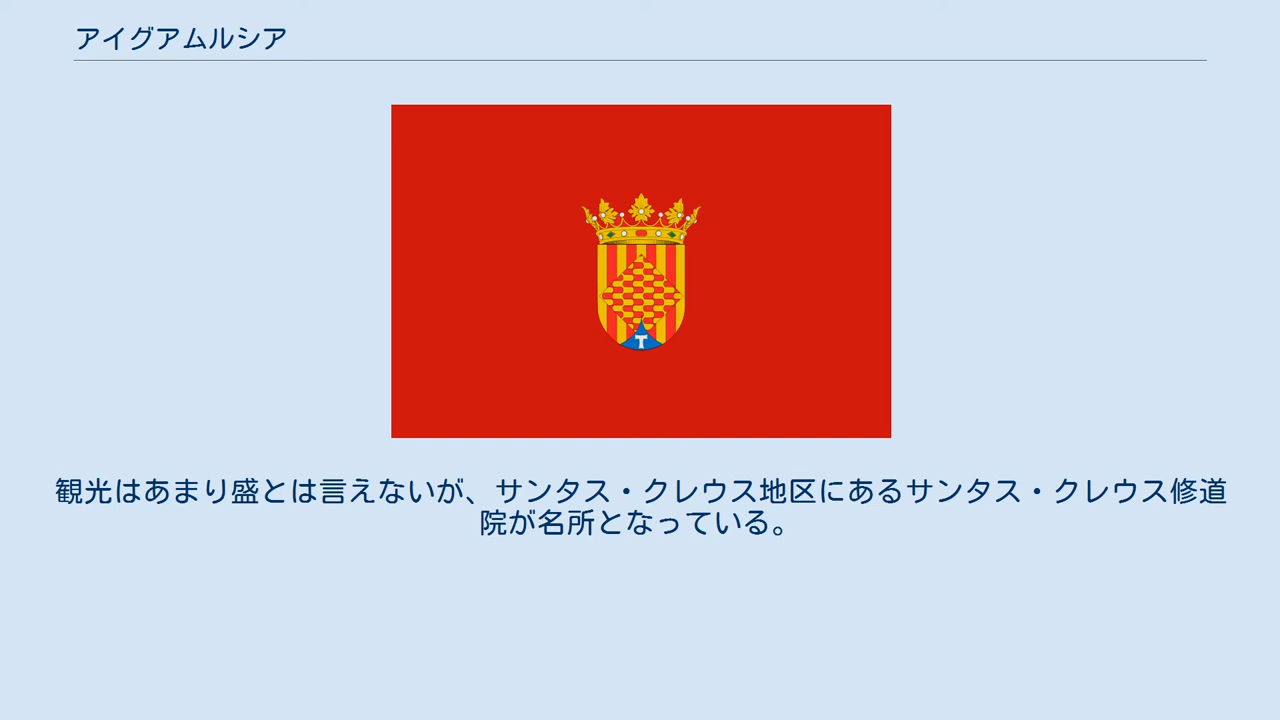 アイグアムルシア
T
観光はあまり盛とは言えないが、サンタス・クレウス地区にあるサンタス・クレウス修道
院が名所となっている。